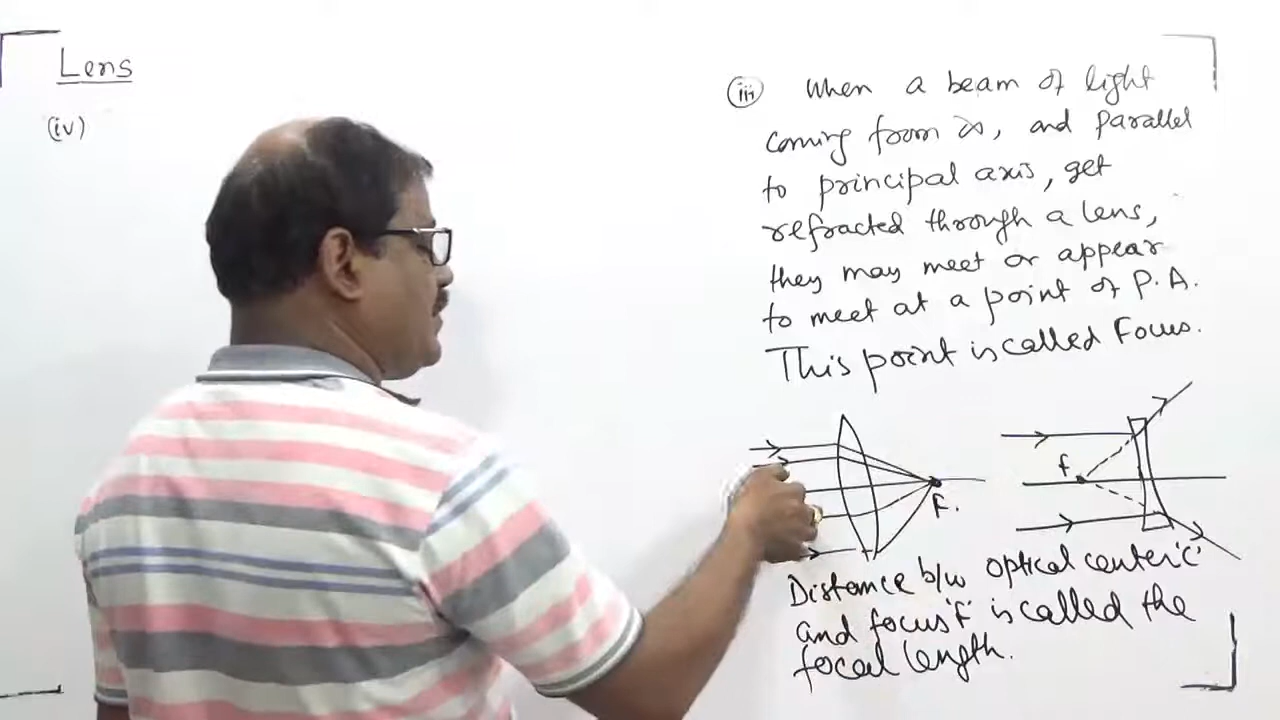 Lens
(iv)
(iii) When a beam of light
coming from ∞, and parallel
to principal axis, get
refracted through a lens,
they may meet or appear
to meet at a point of P.A.
This point is called Focus.
F.
f
Distance b/w optical center 'c'
and focus 'f' is called the
focal length.